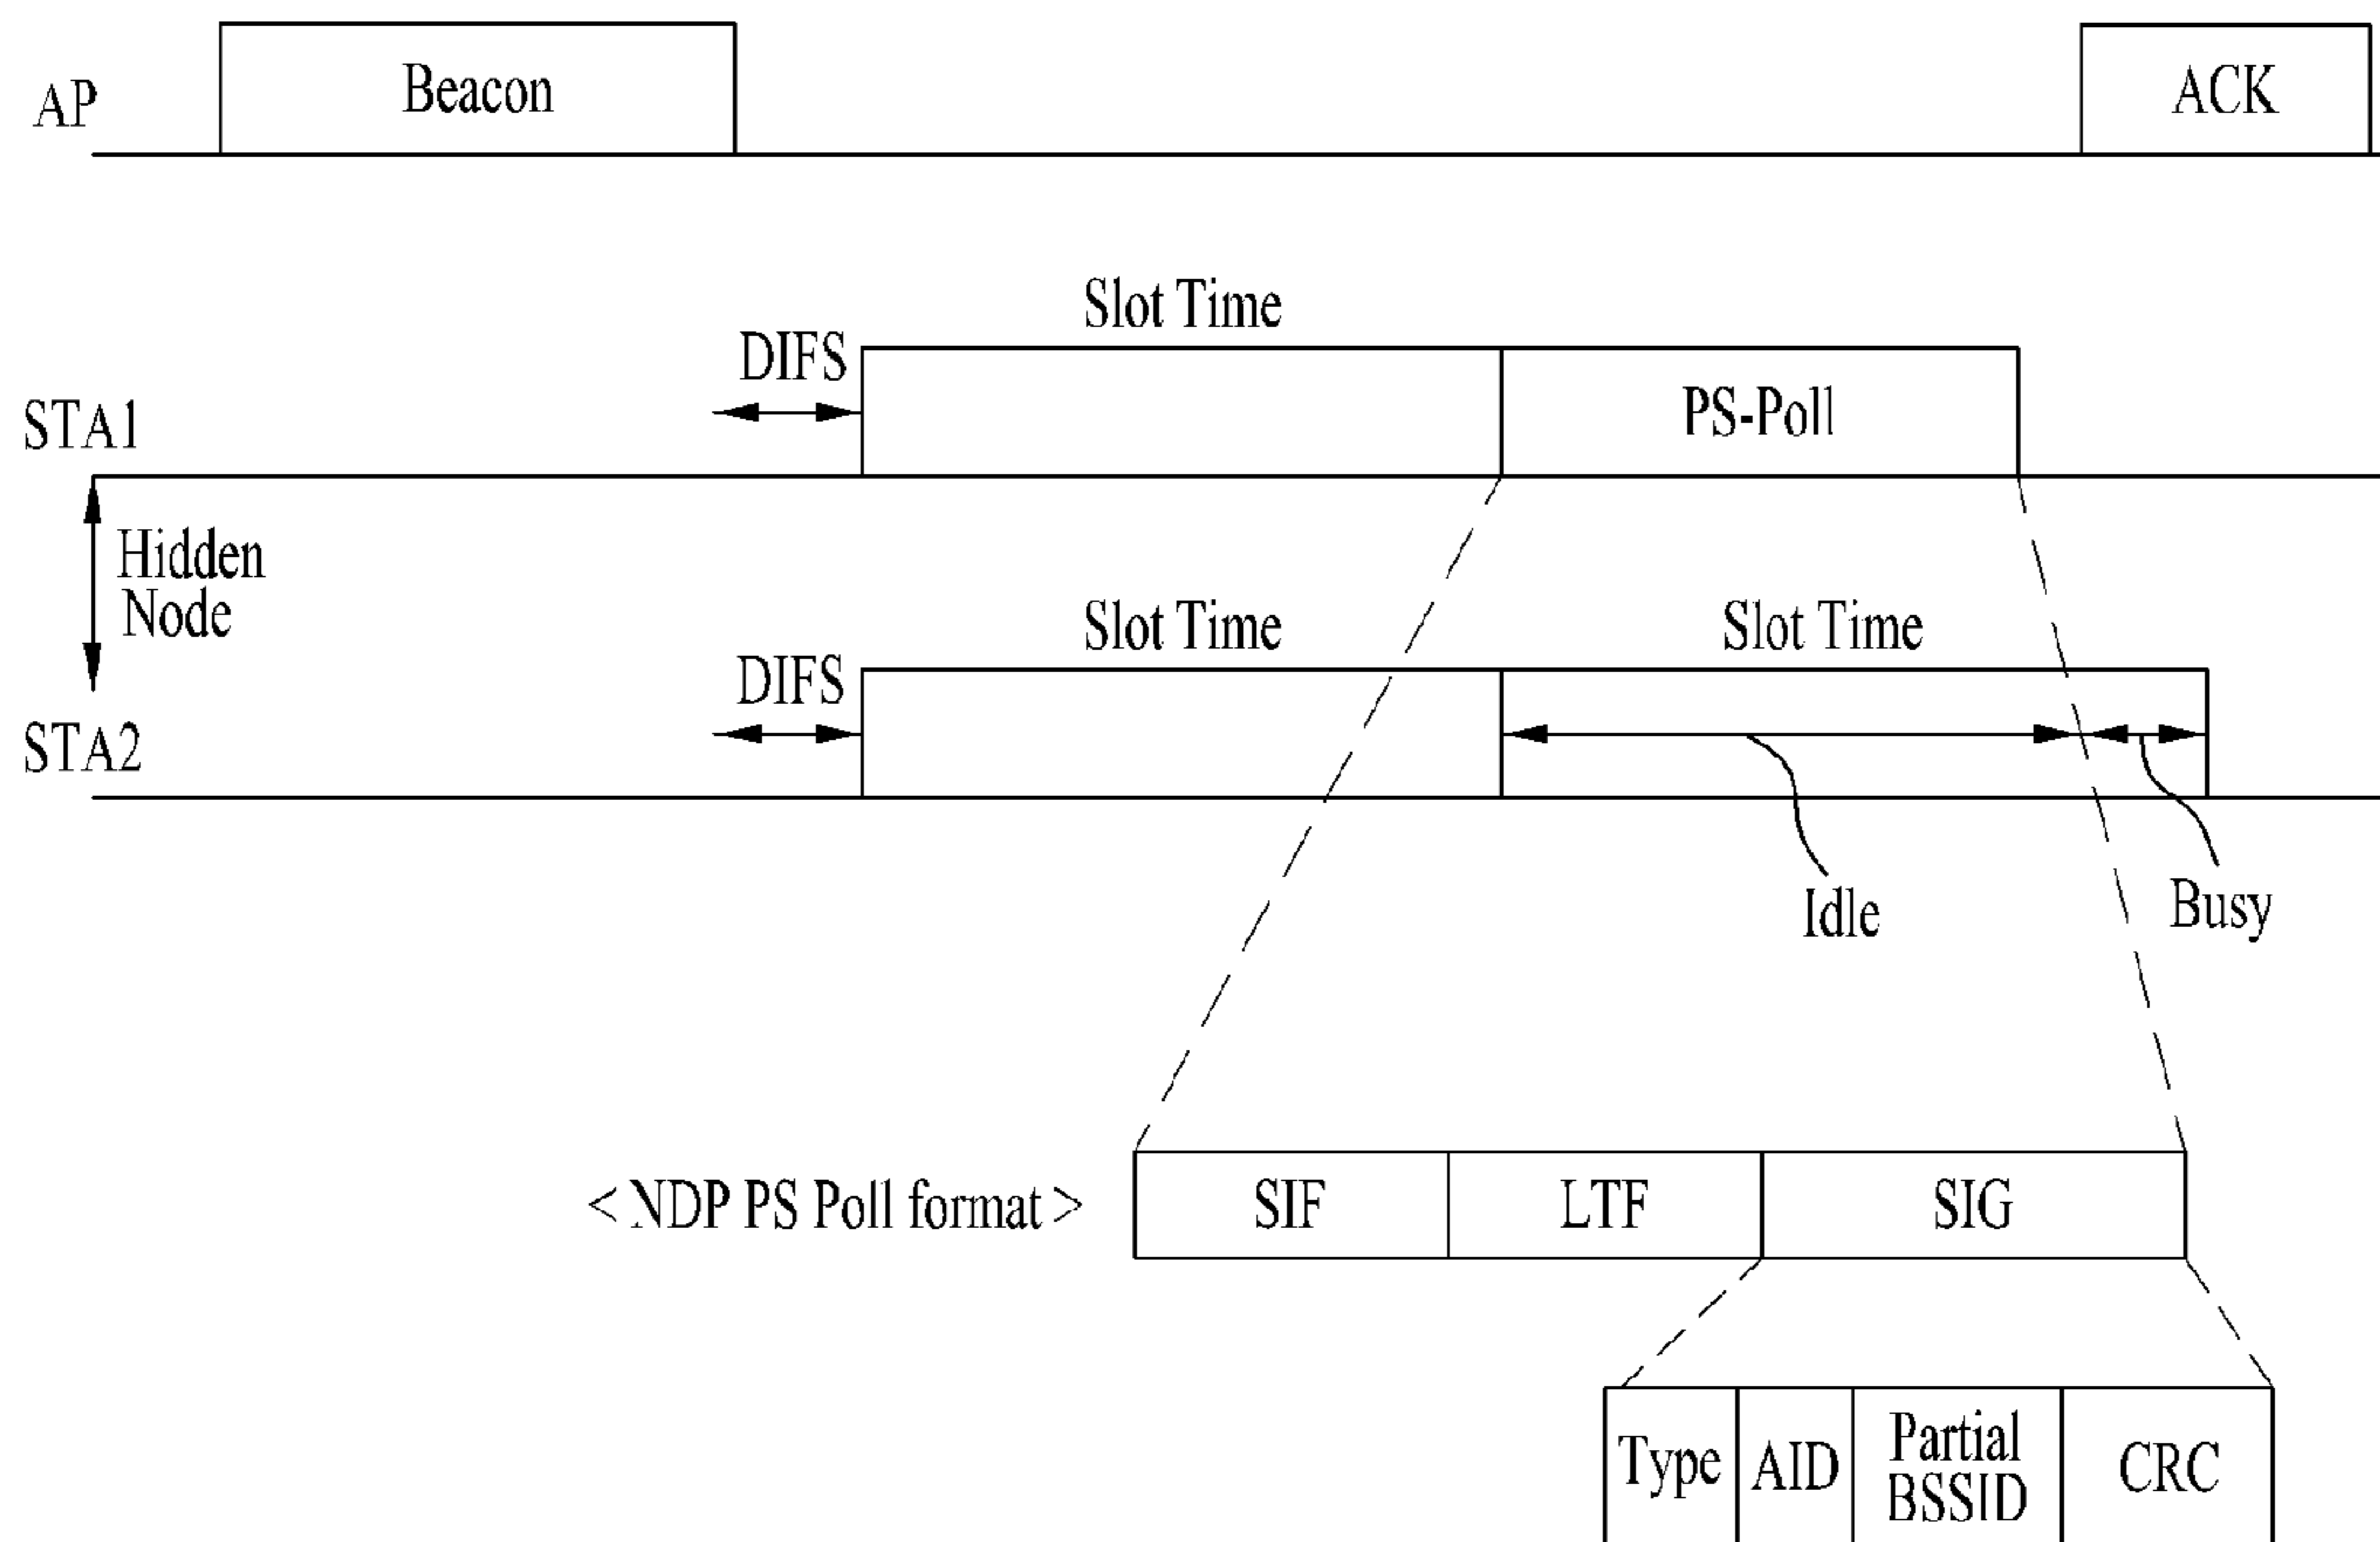 AP
Beacon
ACK
Slot Time
DIFS
STA1
PS-Poll
Hidden
Node
Slot Time
Slot Time
DIFS
STA2
Idle
Busy
< NDP PS Poll format >
SIF
LTF
SIG
Type
AID
Partial
BSSID
CRC